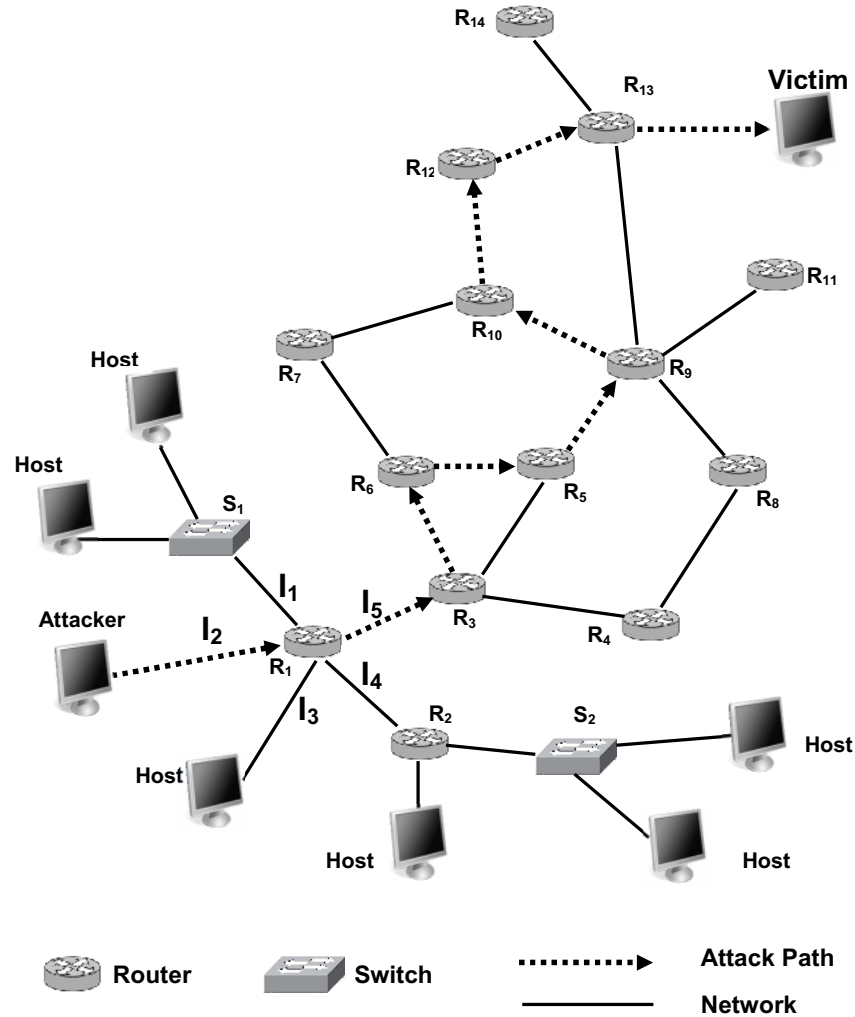 R14
R13
Victim
R12
R11
R10
R7
R9
Host
Host
R6
R5
R8
S1
I1
I5
Attacker
I2
R3
R4
R1
I4
I3
R2
S2
Host
Host
Host
Host
Router
Switch
Attack Path
Network